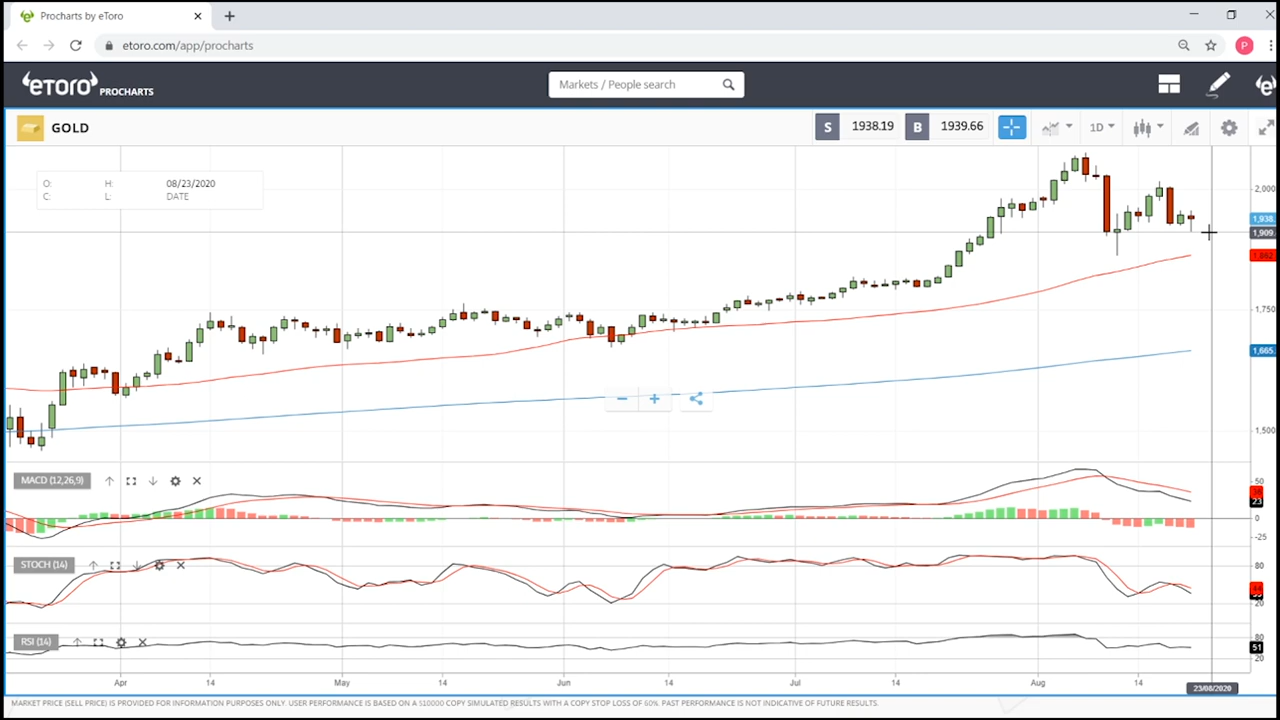 Procharts by eToro
etoro.com/app/procharts
P
eToro PROCHARTS
Markets / People search
GOLD
S 1938.19 B 1939.66
1D
O: H: 08/23/2020
C: L: DATE
2,000
1,938.
1,909
1,862
1,750
1,665.
1,500
MACD (12,26,9)
50
36
23
0
-25
STOCH (14)
80
20
RSI (14)
80
51
20
Apr 14 May 14 Jun 14 Jul 14 Aug 14 23/08/2020
MARKET PRICE (SELL PRICE) IS PROVIDED FOR INFORMATION PURPOSES ONLY. USER PERFORMANCE IS BASED ON A $10000 COPY SIMULATED RESULTS WITH A COPY STOP LOSS OF 60%. PAST PERFORMANCE IS NOT INDICATIVE OF FUTURE RESULTS.